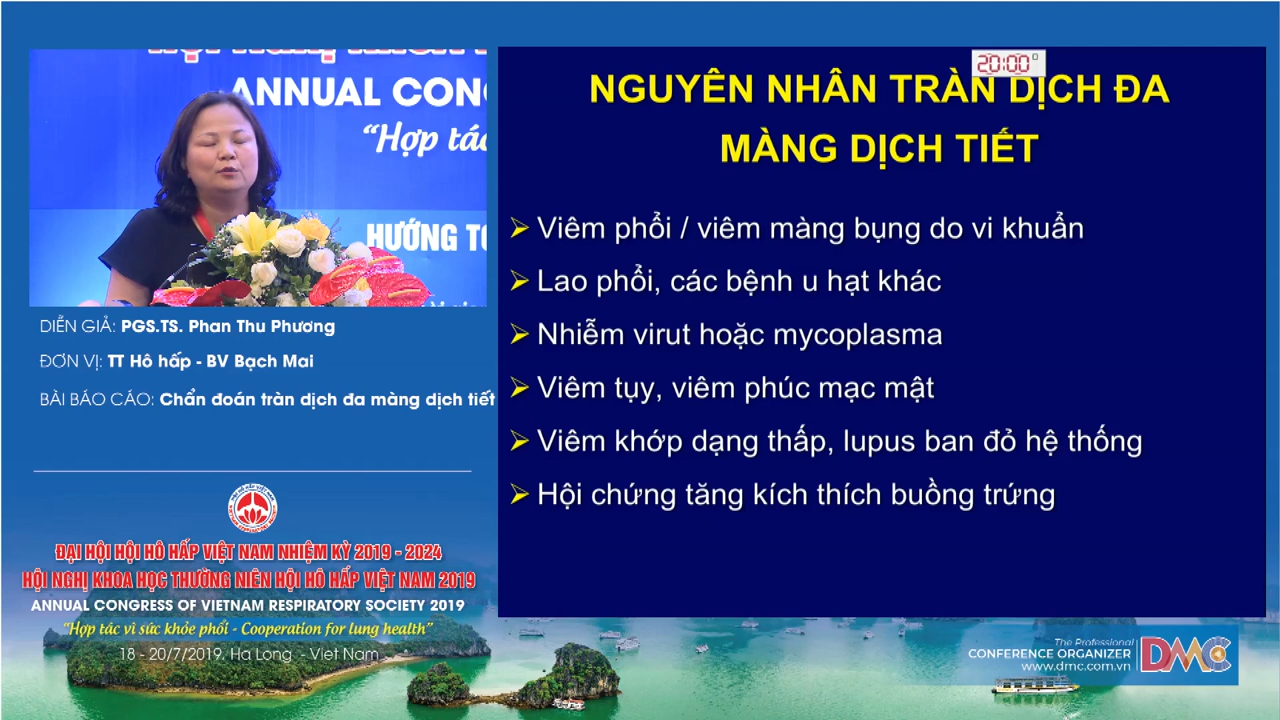 ANNUAL CON
“Hợp tác
HƯỚNG TỚ
DIỄN GIẢ: PGS.TS. Phan Thu Phương
ĐƠN VỊ: TT Hô hấp - BV Bạch Mai
BÀI BÁO CÁO: Chẩn đoán tràn dịch đa màng dịch tiết
ĐẠI HỘI HỘI HÔ HẤP VIỆT NAM NHIỆM KỲ 2019 - 2024
HỘI NGHỊ KHOA HỌC THƯỜNG NIÊN HỘI HÔ HẤP VIỆT NAM 2019
ANNUAL CONGRESS OF VIETNAM RESPIRATORY SOCIETY 2019
“Hợp tác vì sức khỏe phổi - Cooperation for lung health”
18 - 20/7/2019. Ha Long - Viet Nam
20:00
NGUYÊN NHÂN TRÀN DỊCH ĐA
MÀNG DỊCH TIẾT
Viêm phổi / viêm màng bụng do vi khuẩn
Lao phổi, các bệnh u hạt khác
Nhiễm virut hoặc mycoplasma
Viêm tụy, viêm phúc mạc mật
Viêm khớp dạng thấp, lupus ban đỏ hệ thống
Hội chứng tăng kích thích buồng trứng
The Professional
CONFERENCE ORGANIZER
www.dmc.com.vn
DMC